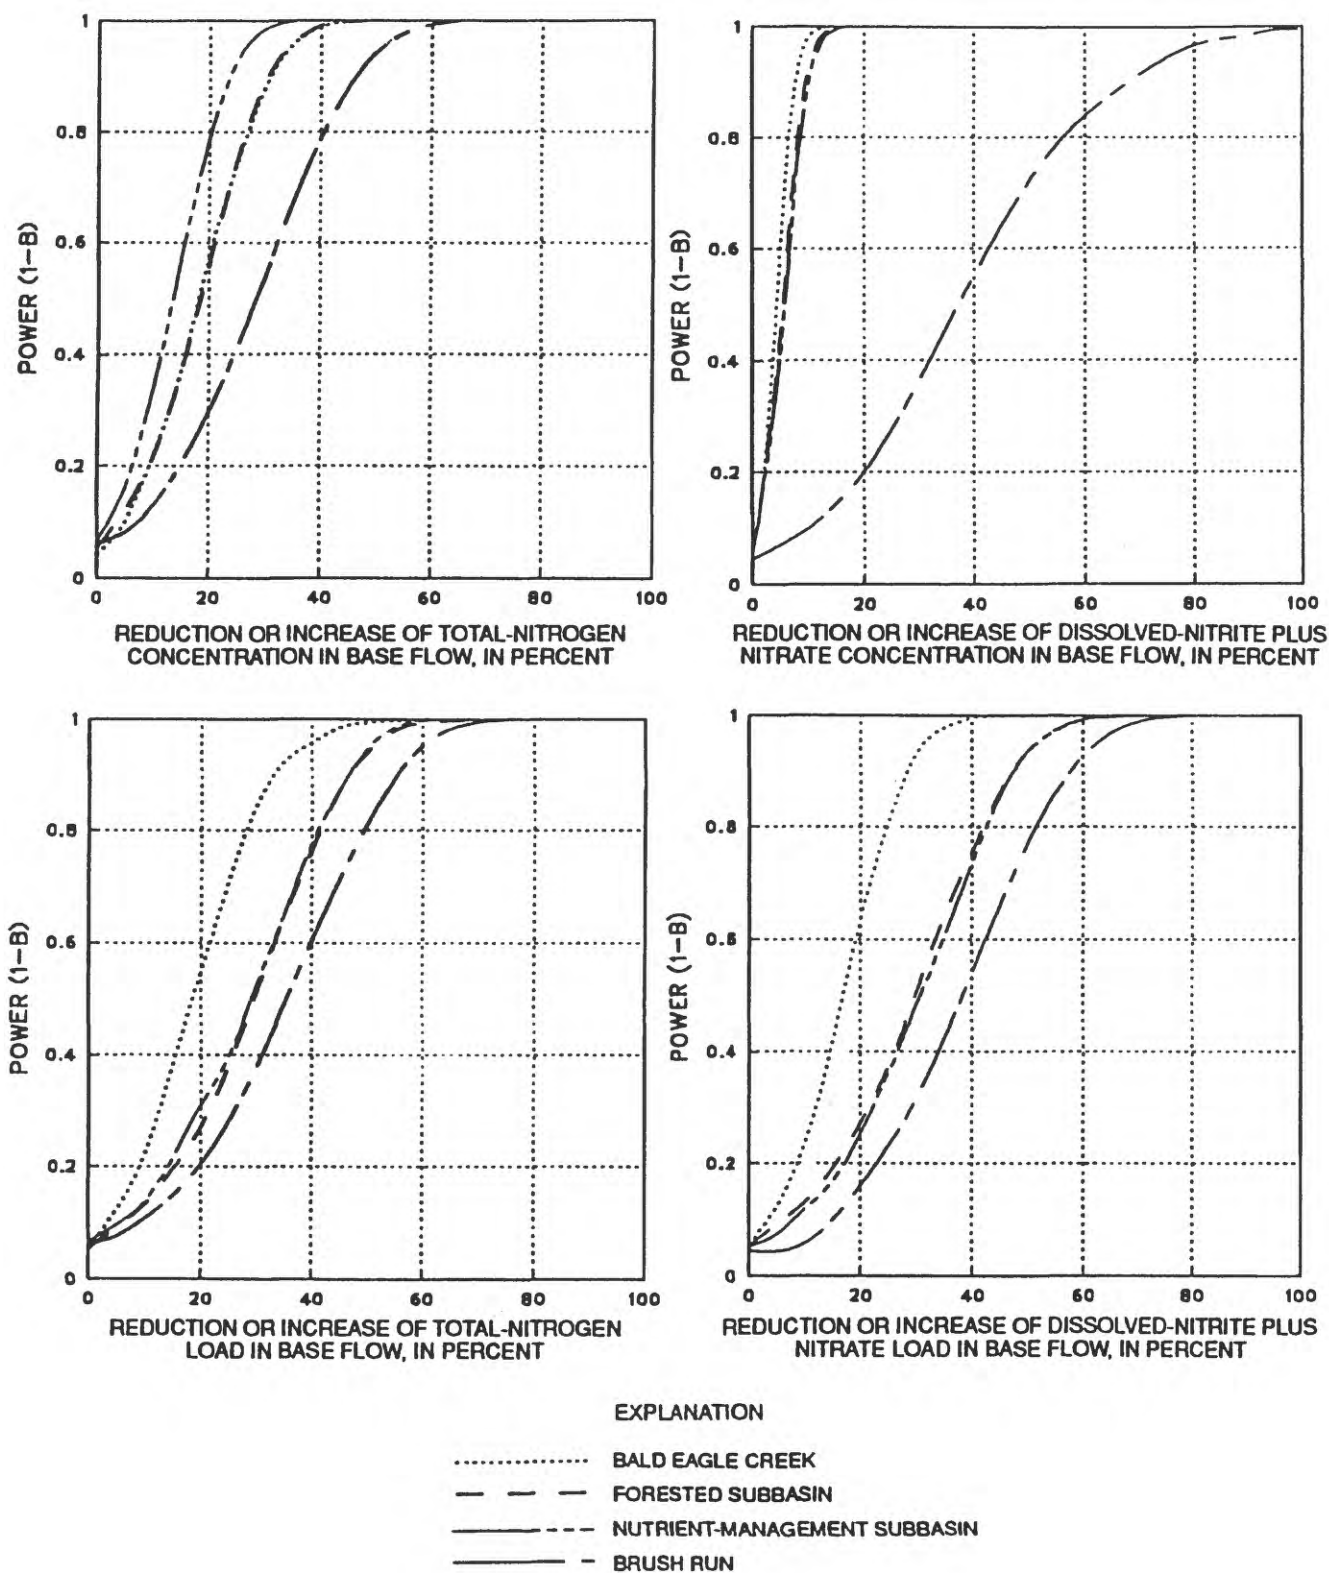 1
0.8
0.6
0.4
0.2
0
POWER (1-B)
0 20 40 60 80 100
REDUCTION OR INCREASE OF TOTAL-NITROGEN
CONCENTRATION IN BASE FLOW, IN PERCENT
1
0.8
0.6
0.4
0.2
0
POWER (1-B)
0 20 40 60 80 100
REDUCTION OR INCREASE OF DISSOLVED-NITRITE PLUS
NITRATE CONCENTRATION IN BASE FLOW, IN PERCENT
1
0.8
0.6
0.4
0.2
0
POWER (1-B)
0 20 40 60 80 100
REDUCTION OR INCREASE OF TOTAL-NITROGEN
LOAD IN BASE FLOW, IN PERCENT
1
0.8
0.6
0.4
0.2
0
POWER (1-B)
0 20 40 60 80 100
REDUCTION OR INCREASE OF DISSOLVED-NITRITE PLUS
NITRATE LOAD IN BASE FLOW, IN PERCENT
EXPLANATION
BALD EAGLE CREEK
FORESTED SUBBASIN
NUTRIENT-MANAGEMENT SUBBASIN
BRUSH RUN